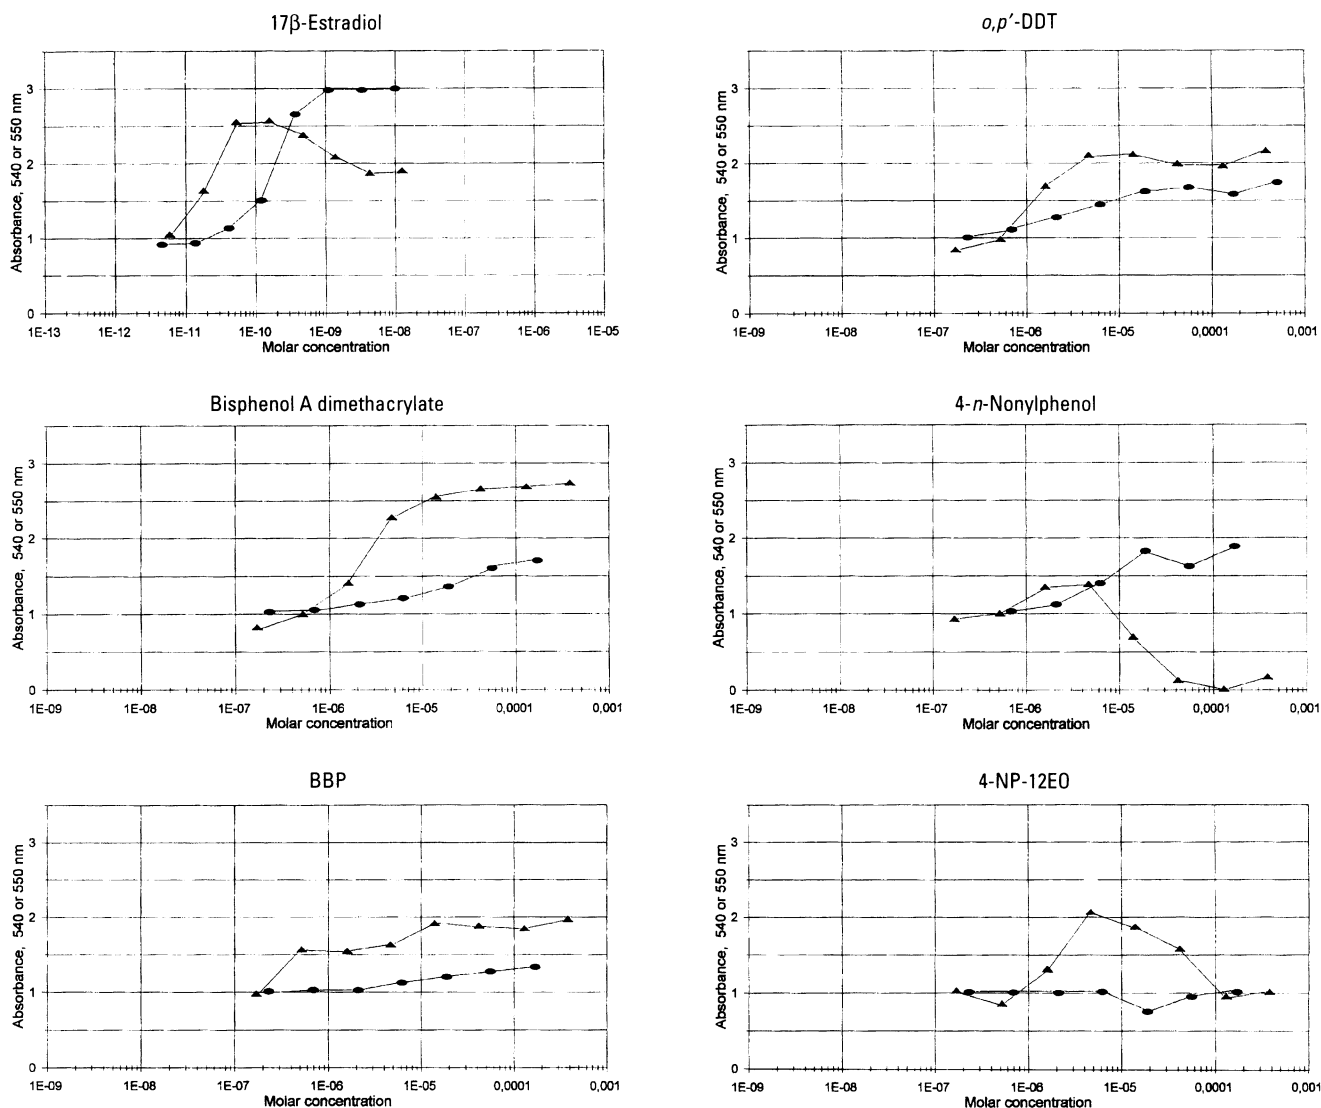 17β-Estradiol
Absorbance, 540 or 550 nm
3
2
1
0
1E-13 1E-12 1E-11 1E-10 1E-09 1E-08 1E-07 1E-06 1E-05
Molar concentration
o,p′-DDT
Absorbance, 540 or 550 nm
3
2
1
0
1E-09 1E-08 1E-07 1E-06 1E-05 0,0001 0,001
Molar concentration
Bisphenol A dimethacrylate
Absorbance, 540 or 550 nm
3
2
1
0
1E-09 1E-08 1E-07 1E-06 1E-05 0,0001 0,001
Molar concentration
4-n-Nonylphenol
Absorbance, 540 or 550 nm
3
2
1
0
1E-09 1E-08 1E-07 1E-06 1E-05 0,0001 0,001
Molar concentration
BBP
Absorbance, 540 or 550 nm
3
2
1
0
1E-09 1E-08 1E-07 1E-06 1E-05 0,0001 0,001
Molar concentration
4-NP-12EO
Absorbance, 540 or 550 nm
3
2
1
0
1E-09 1E-08 1E-07 1E-06 1E-05 0,0001 0,001
Molar concentration